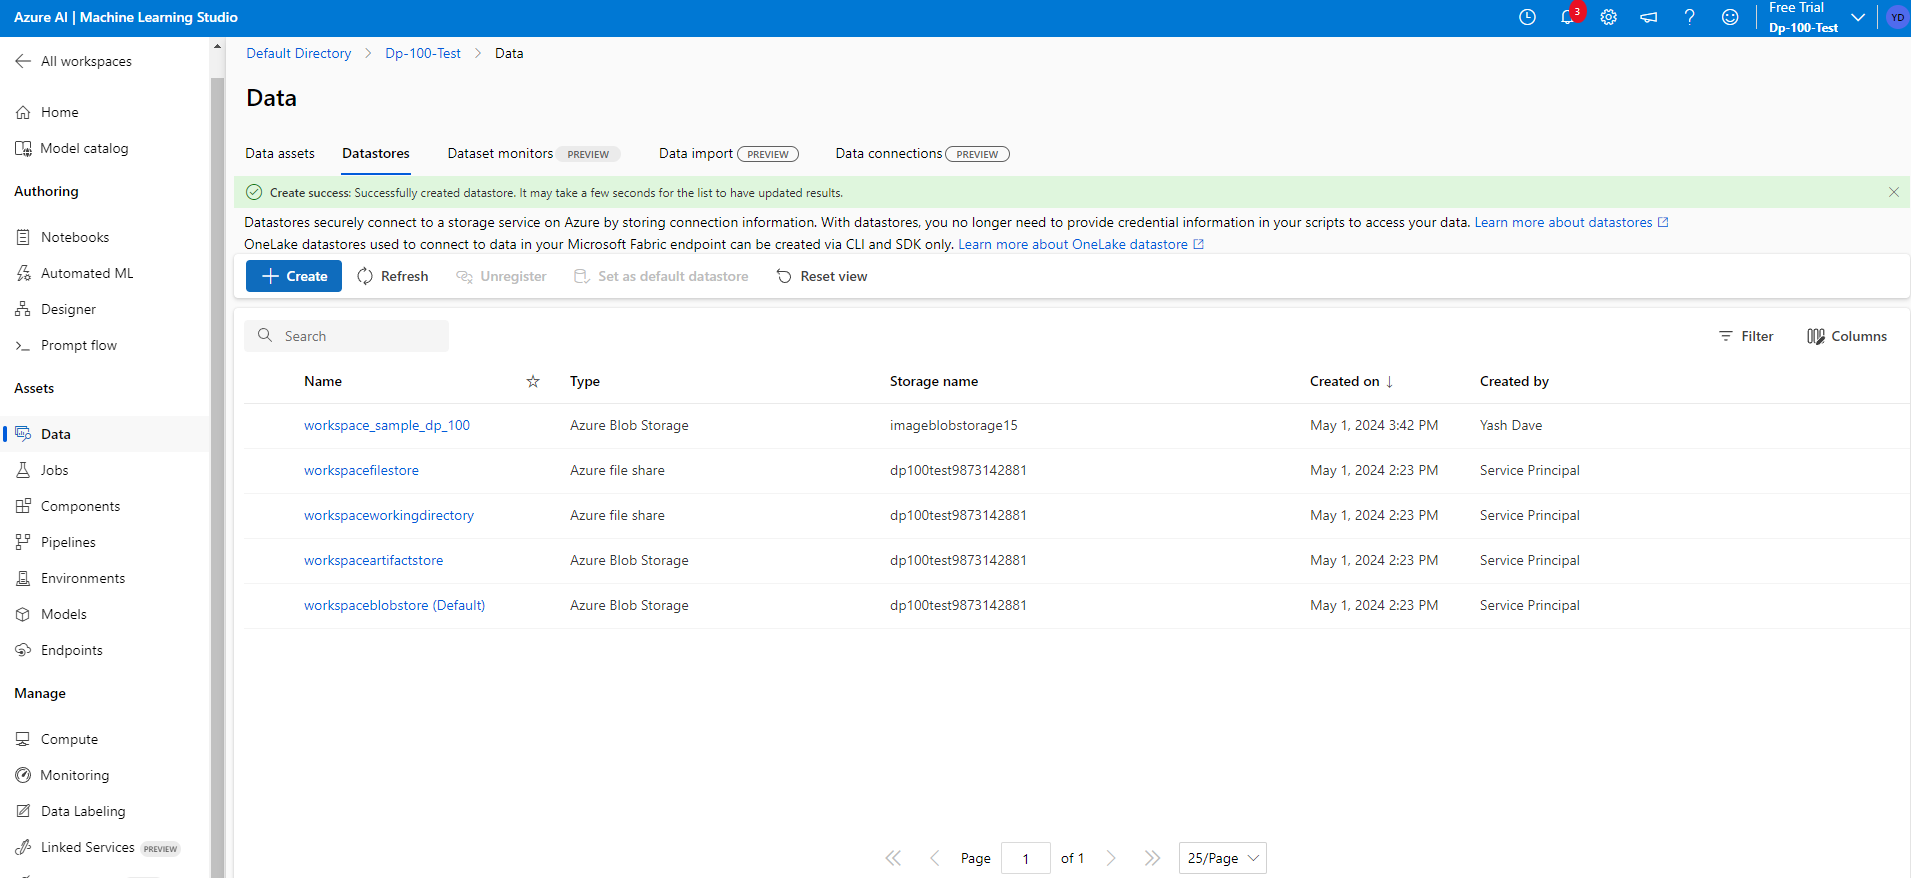 Azure AI | Machine Learning Studio
3
Free Trial
Dp-100-Test
YD
All workspaces
Home
Model catalog
Authoring
Notebooks
Automated ML
Designer
Prompt flow
Assets
Data
Jobs
Components
Pipelines
Environments
Models
Endpoints
Manage
Compute
Monitoring
Data Labeling
Linked Services PREVIEW
Default Directory > Dp-100-Test > Data
Data
Data assets Datastores Dataset monitors PREVIEW Data import PREVIEW Data connections PREVIEW
Create success: Successfully created datastore. It may take a few seconds for the list to have updated results.
Datastores securely connect to a storage service on Azure by storing connection information. With datastores, you no longer need to provide credential information in your scripts to access your data. Learn more about datastores
OneLake datastores used to connect to data in your Microsoft Fabric endpoint can be created via CLI and SDK only. Learn more about OneLake datastore
Create Refresh Unregister Set as default datastore Reset view
Search Filter Columns
Name Type Storage name Created on ↓ Created by
workspace_sample_dp_100 Azure Blob Storage imageblobstorage15 May 1, 2024 3:42 PM Yash Dave
workspacefilestore Azure file share dp100test9873142881 May 1, 2024 2:23 PM Service Principal
workspaceworkingdirectory Azure file share dp100test9873142881 May 1, 2024 2:23 PM Service Principal
workspaceartifactstore Azure Blob Storage dp100test9873142881 May 1, 2024 2:23 PM Service Principal
workspaceblobstore (Default) Azure Blob Storage dp100test9873142881 May 1, 2024 2:23 PM Service Principal
Page 1 of 1 25/Page